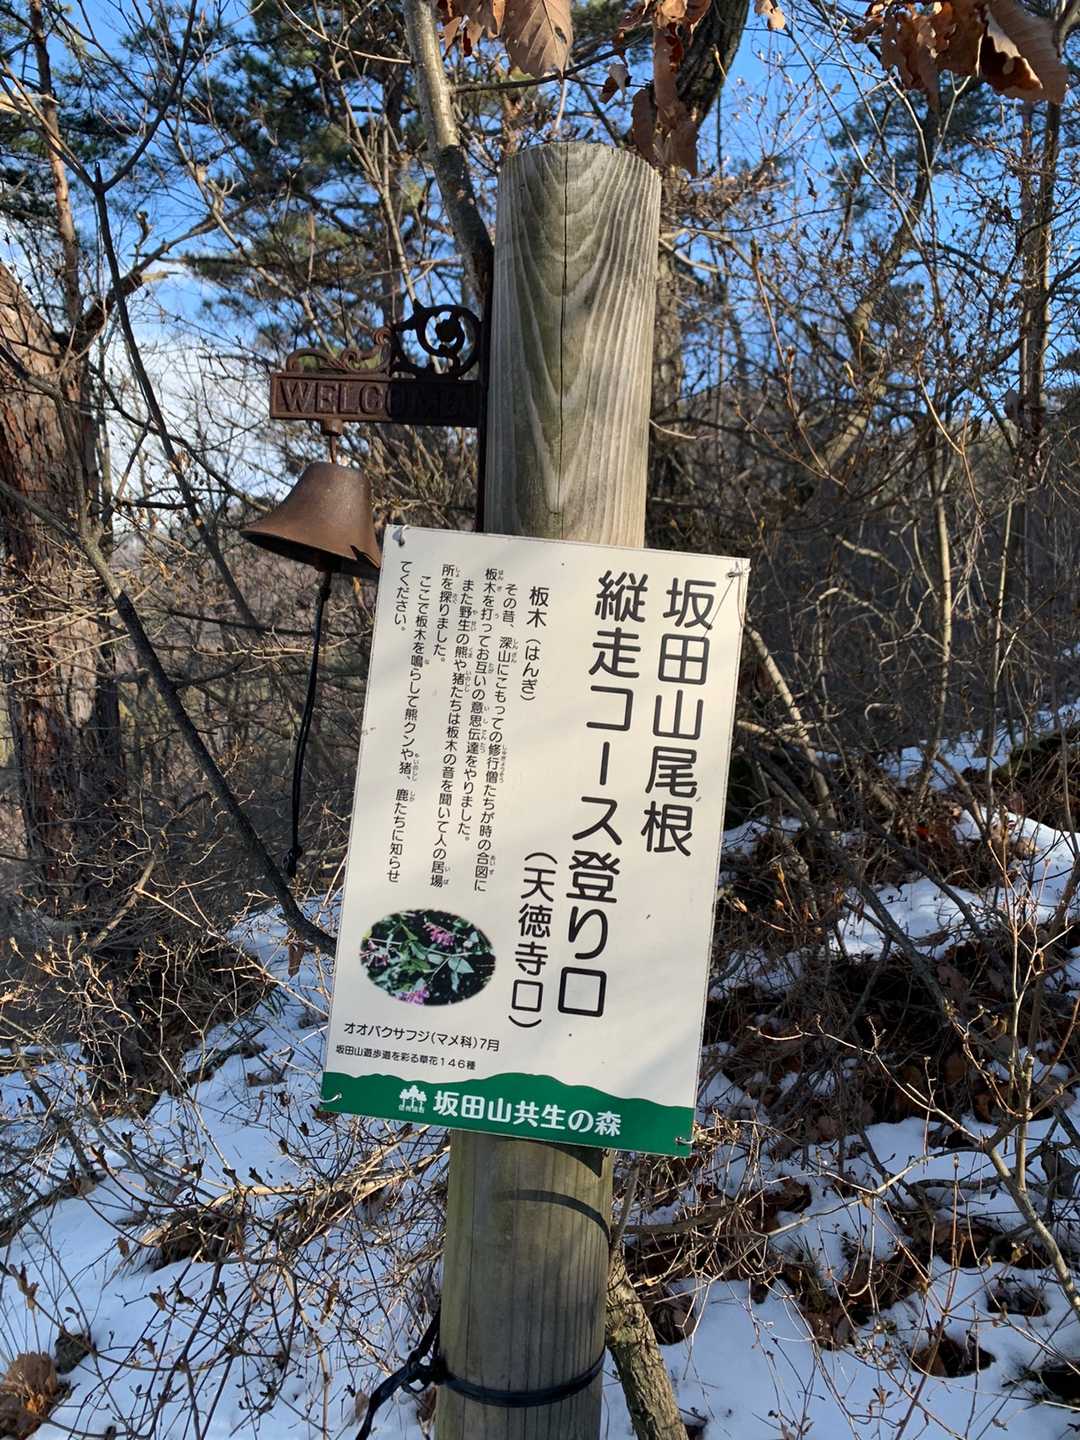 WELCOME
坂田山尾根
縦走コース登り口
（天徳寺口）
板木（はんぎ）
その昔、深山にこもっての修行僧たちが時の合図に
板木を打ってお互いの意思伝達をやりました。
また野生の熊や猪たちは板木の音を聞いて人の居場
所を探りました。
ここで板木を鳴らして熊クンや猪、鹿たちに知らせ
てください。
オオバクサフジ（マメ科）7月
坂田山遊歩道を彩る草花146種
坂田山共生の森